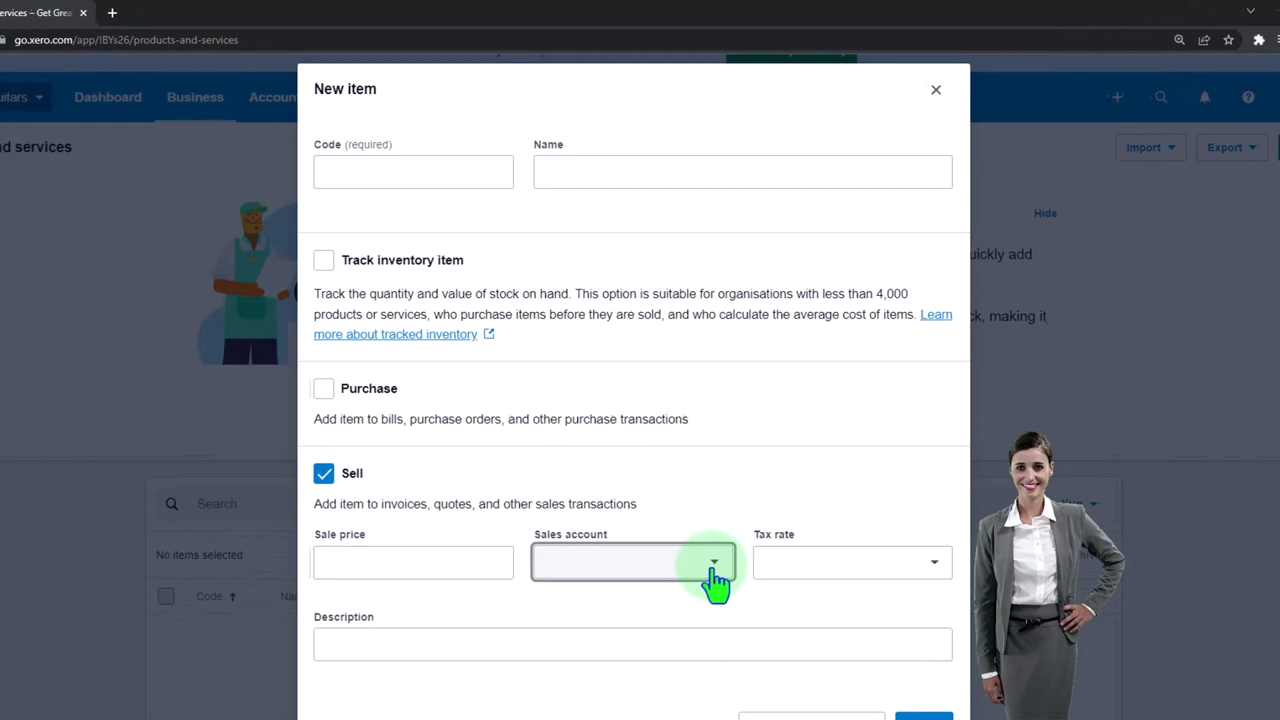 ervices – Get Grea
go.xero.com/app/!BYs26/products-and-services
uitars Dashboard Business Accoun
nd services
Import Export
New item
Code (required) Name
Hide
uickly add
Track inventory item
Track the quantity and value of stock on hand. This option is suitable for organisations with less than 4,000
products or services, who purchase items before they are sold, and who calculate the average cost of items. Learn
more about tracked inventory
ck, making it
Purchase
Add item to bills, purchase orders, and other purchase transactions
Sell
Add item to invoices, quotes, and other sales transactions
Search
Sale price Sales account Tax rate
No items selected
Code Na
Description